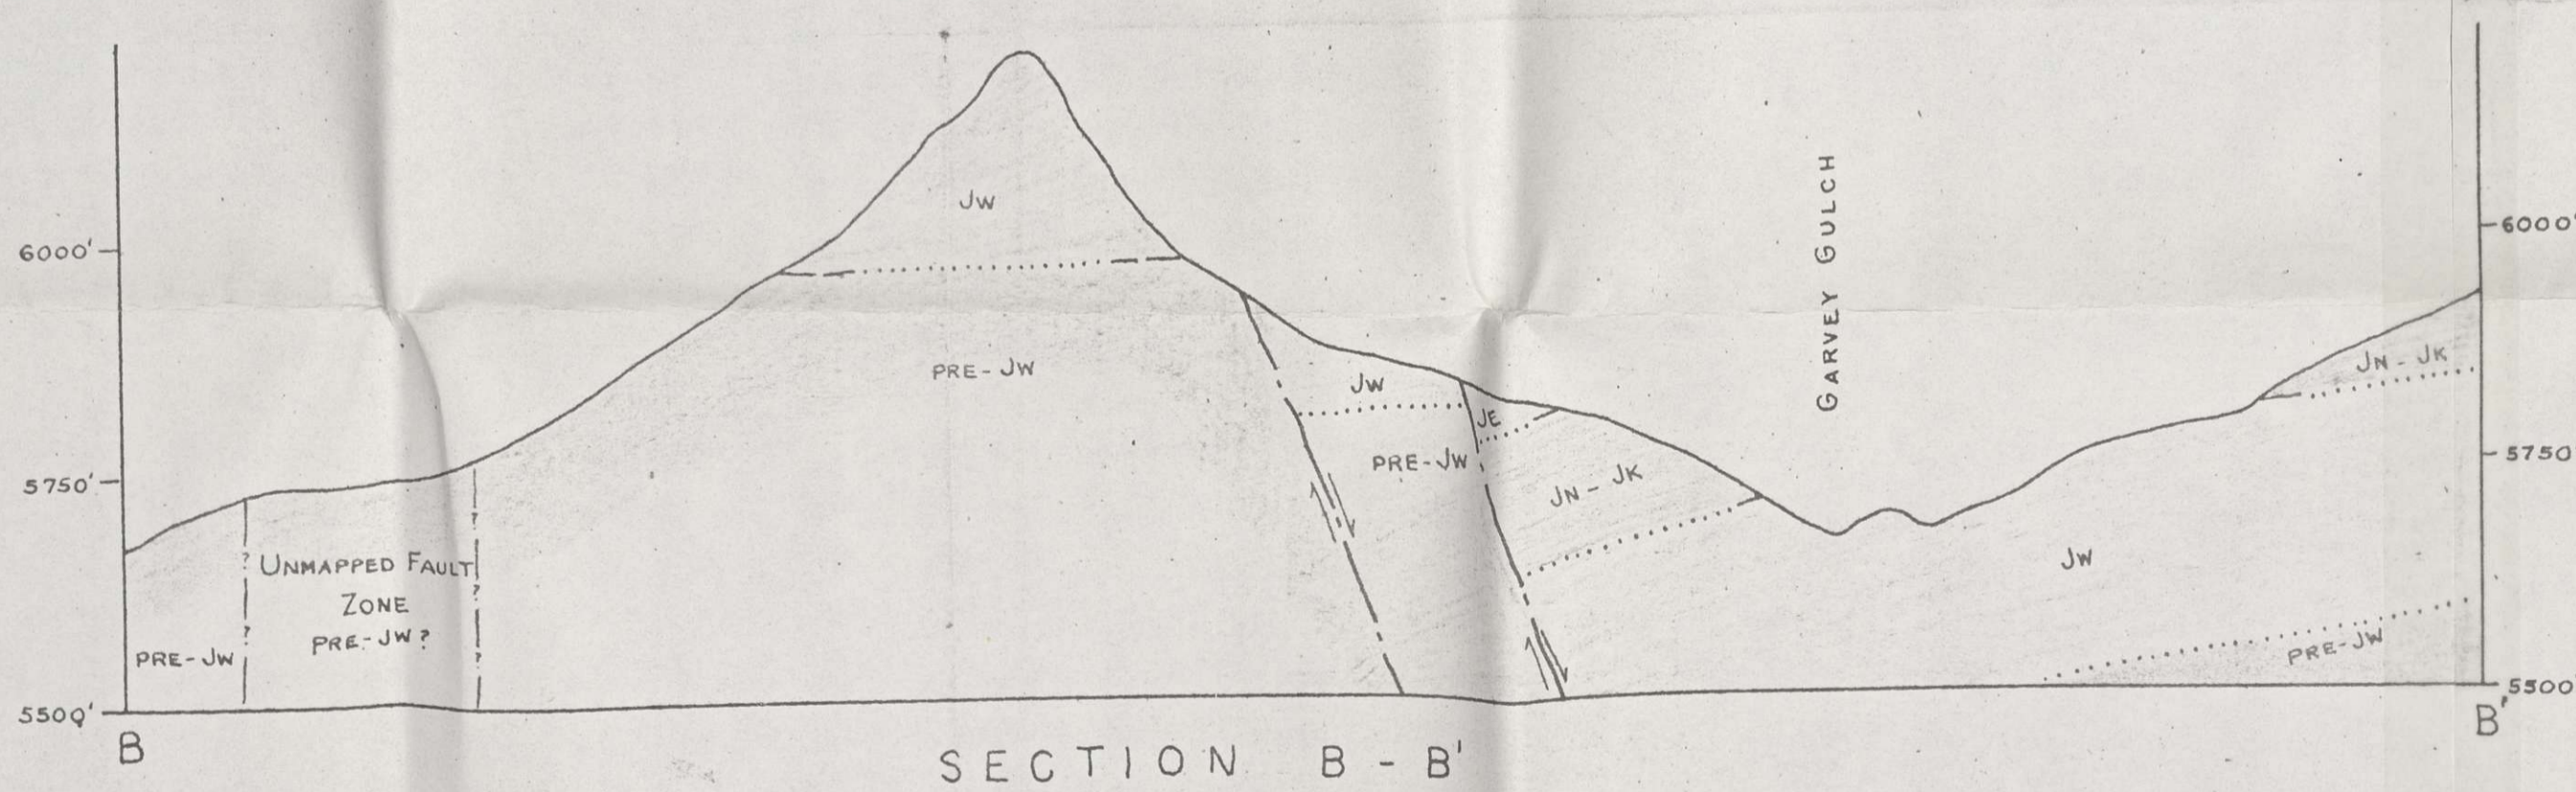 GARVEY GULCH
JW
6000'
6000'
JN - JK
PRE-JW
JW
JE
5750'
PRE-JW
5750'
JN - JK
5500'
UNMAPPED FAULT
ZONE
PRE-JW?
PRE-JW
JW
PRE-JW
5500'
B
B'
SECTION B - B'
? ? ? ? ?